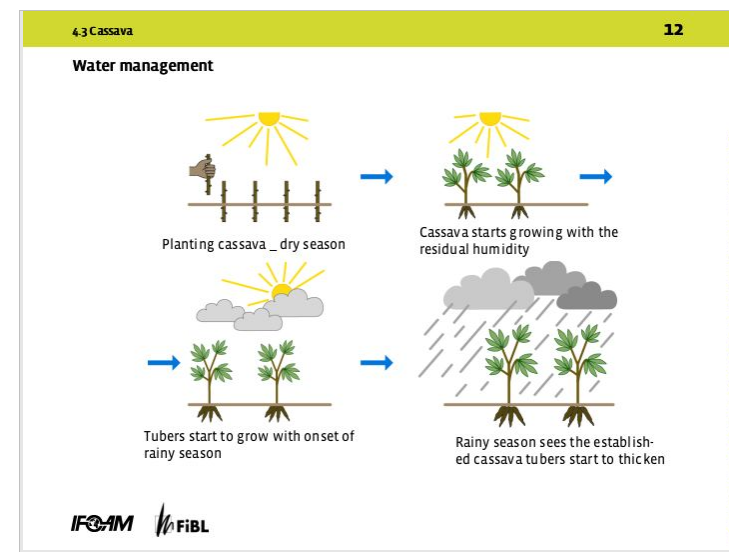 4.3 Cassava
12
Water management
Planting cassava _ dry season
Cassava starts growing with the
residual humidity
Tubers start to grow with onset of
rainy season
Rainy season sees the establish-
ed cassava tubers start to thicken
IFOAM
FiBL